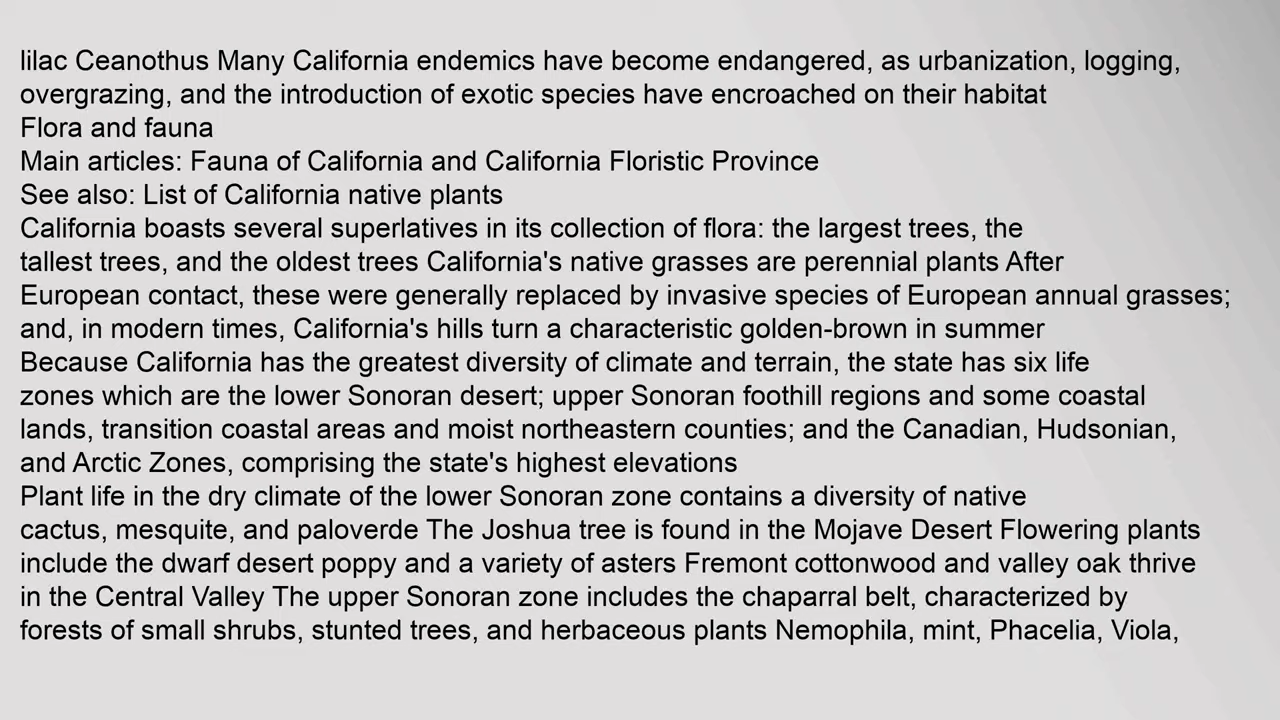 lilac Ceanothus Many California endemics have become endangered, as urbanization, logging,
overgrazing, and the introduction of exotic species have encroached on their habitat
Flora and fauna
Main articles: Fauna of California and California Floristic Province
See also: List of California native plants
California boasts several superlatives in its collection of flora: the largest trees, the
tallest trees, and the oldest trees California's native grasses are perennial plants After
European contact, these were generally replaced by invasive species of European annual grasses;
and, in modern times, California's hills turn a characteristic golden-brown in summer
Because California has the greatest diversity of climate and terrain, the state has six life
zones which are the lower Sonoran desert; upper Sonoran foothill regions and some coastal
lands, transition coastal areas and moist northeastern counties; and the Canadian, Hudsonian,
and Arctic Zones, comprising the state's highest elevations
Plant life in the dry climate of the lower Sonoran zone contains a diversity of native
cactus, mesquite, and paloverde The Joshua tree is found in the Mojave Desert Flowering plants
include the dwarf desert poppy and a variety of asters Fremont cottonwood and valley oak thrive
in the Central Valley The upper Sonoran zone includes the chaparral belt, characterized by
forests of small shrubs, stunted trees, and herbaceous plants Nemophila, mint, Phacelia, Viola,